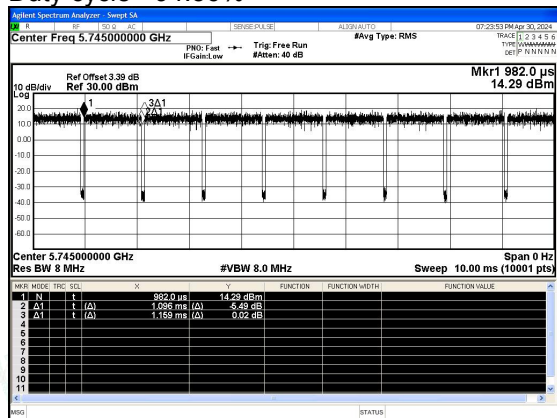 Agilent Spectrum Analyzer - Swept SA
R RF 50 Ω AC SENSE:PULSE ALIGN AUTO 07:23:53 PM Apr 30, 2024
Center Freq 5.745000000 GHz #Avg Type: RMS TRACE 1 2 3 4 5 6
PNO: Fast Trig: Free Run TYPE
IFGain:Low #Atten: 40 dB DET P N N N N N
Mkr1 982.0 µs
Ref Offset 3.39 dB
10 dB/div Ref 30.00 dBm 14.29 dBm
Log
1 3Δ1
20.0 2Δ1
10.0
0.00
-10.0
-20.0
-30.0
-40.0
-50.0
-60.0
Center 5.745000000 GHz Span 0 Hz
Res BW 8 MHz #VBW 8.0 MHz Sweep 10.00 ms (10001 pts)
MKR MODE TRC SCL X Y FUNCTION FUNCTION WIDTH FUNCTION VALUE
1 N t 982.0 µs 14.29 dBm
2 Δ1 t (Δ) 1.096 ms (Δ) -5.49 dB
3 Δ1 t (Δ) 1.159 ms (Δ) 0.02 dB
4
5
6
7
8
9
10
11
MSG STATUS